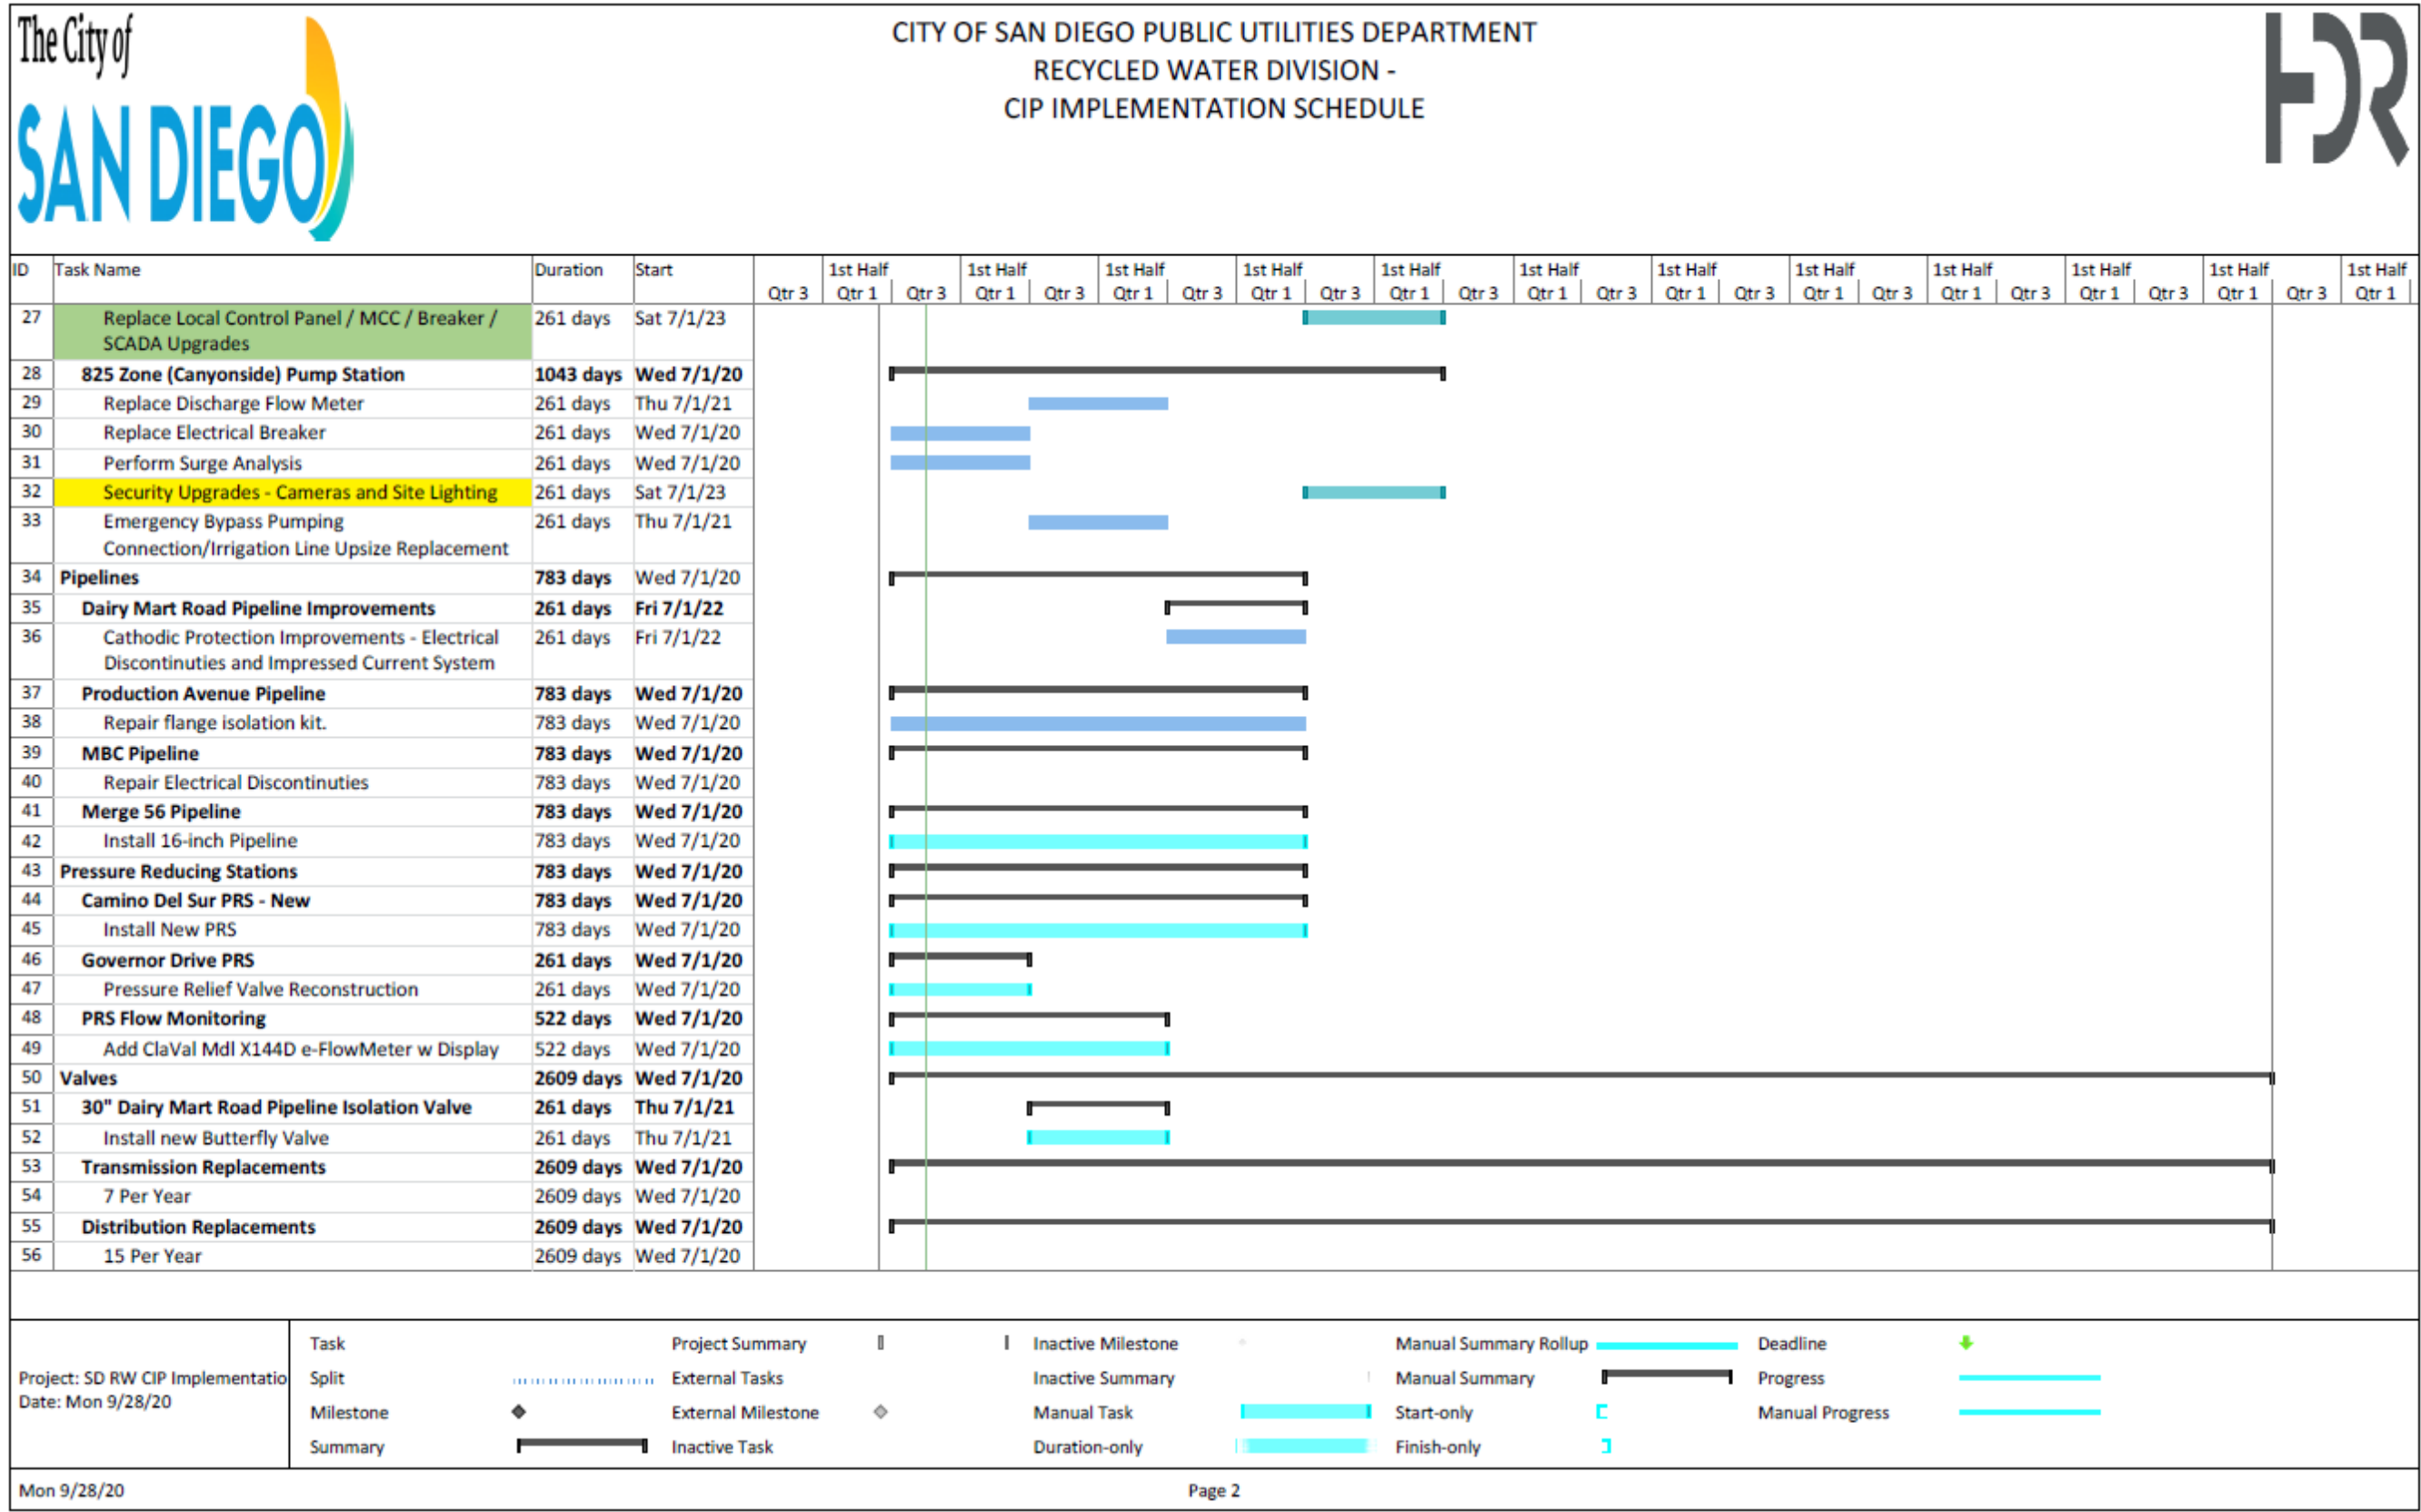 The City of
SAN DIEGO
CITY OF SAN DIEGO PUBLIC UTILITIES DEPARTMENT
RECYCLED WATER DIVISION -
CIP IMPLEMENTATION SCHEDULE
HDR
ID Task Name Duration Start 1st Half 1st Half 1st Half 1st Half 1st Half 1st Half 1st Half 1st Half 1st Half 1st Half 1st Half 1st Half
Qtr 3 Qtr 1 Qtr 3 Qtr 1 Qtr 3 Qtr 1 Qtr 3 Qtr 1 Qtr 3 Qtr 1 Qtr 3 Qtr 1 Qtr 3 Qtr 1 Qtr 3 Qtr 1 Qtr 3 Qtr 1 Qtr 3 Qtr 1 Qtr 3 Qtr 1 Qtr 3 Qtr 1
27 Replace Local Control Panel / MCC / Breaker / 261 days Sat 7/1/23
SCADA Upgrades
28 825 Zone (Canyonside) Pump Station 1043 days Wed 7/1/20
29 Replace Discharge Flow Meter 261 days Thu 7/1/21
30 Replace Electrical Breaker 261 days Wed 7/1/20
31 Perform Surge Analysis 261 days Wed 7/1/20
32 Security Upgrades - Cameras and Site Lighting 261 days Sat 7/1/23
33 Emergency Bypass Pumping 261 days Thu 7/1/21
Connection/Irrigation Line Upsize Replacement
34 Pipelines 783 days Wed 7/1/20
35 Dairy Mart Road Pipeline Improvements 261 days Fri 7/1/22
36 Cathodic Protection Improvements - Electrical 261 days Fri 7/1/22
Discontinuties and Impressed Current System
37 Production Avenue Pipeline 783 days Wed 7/1/20
38 Repair flange isolation kit. 783 days Wed 7/1/20
39 MBC Pipeline 783 days Wed 7/1/20
40 Repair Electrical Discontinuties 783 days Wed 7/1/20
41 Merge 56 Pipeline 783 days Wed 7/1/20
42 Install 16-inch Pipeline 783 days Wed 7/1/20
43 Pressure Reducing Stations 783 days Wed 7/1/20
44 Camino Del Sur PRS - New 783 days Wed 7/1/20
45 Install New PRS 783 days Wed 7/1/20
46 Governor Drive PRS 261 days Wed 7/1/20
47 Pressure Relief Valve Reconstruction 261 days Wed 7/1/20
48 PRS Flow Monitoring 522 days Wed 7/1/20
49 Add ClaVal Mdl X144D e-FlowMeter w Display 522 days Wed 7/1/20
50 Valves 2609 days Wed 7/1/20
51 30" Dairy Mart Road Pipeline Isolation Valve 261 days Thu 7/1/21
52 Install new Butterfly Valve 261 days Thu 7/1/21
53 Transmission Replacements 2609 days Wed 7/1/20
54 7 Per Year 2609 days Wed 7/1/20
55 Distribution Replacements 2609 days Wed 7/1/20
56 15 Per Year 2609 days Wed 7/1/20
Project: SD RW CIP Implementatio
Date: Mon 9/28/20
Task Project Summary Inactive Milestone Manual Summary Rollup Deadline
Split External Tasks Inactive Summary Manual Summary Progress
Milestone External Milestone Manual Task Start-only Manual Progress
Summary Inactive Task Duration-only Finish-only
Mon 9/28/20 Page 2